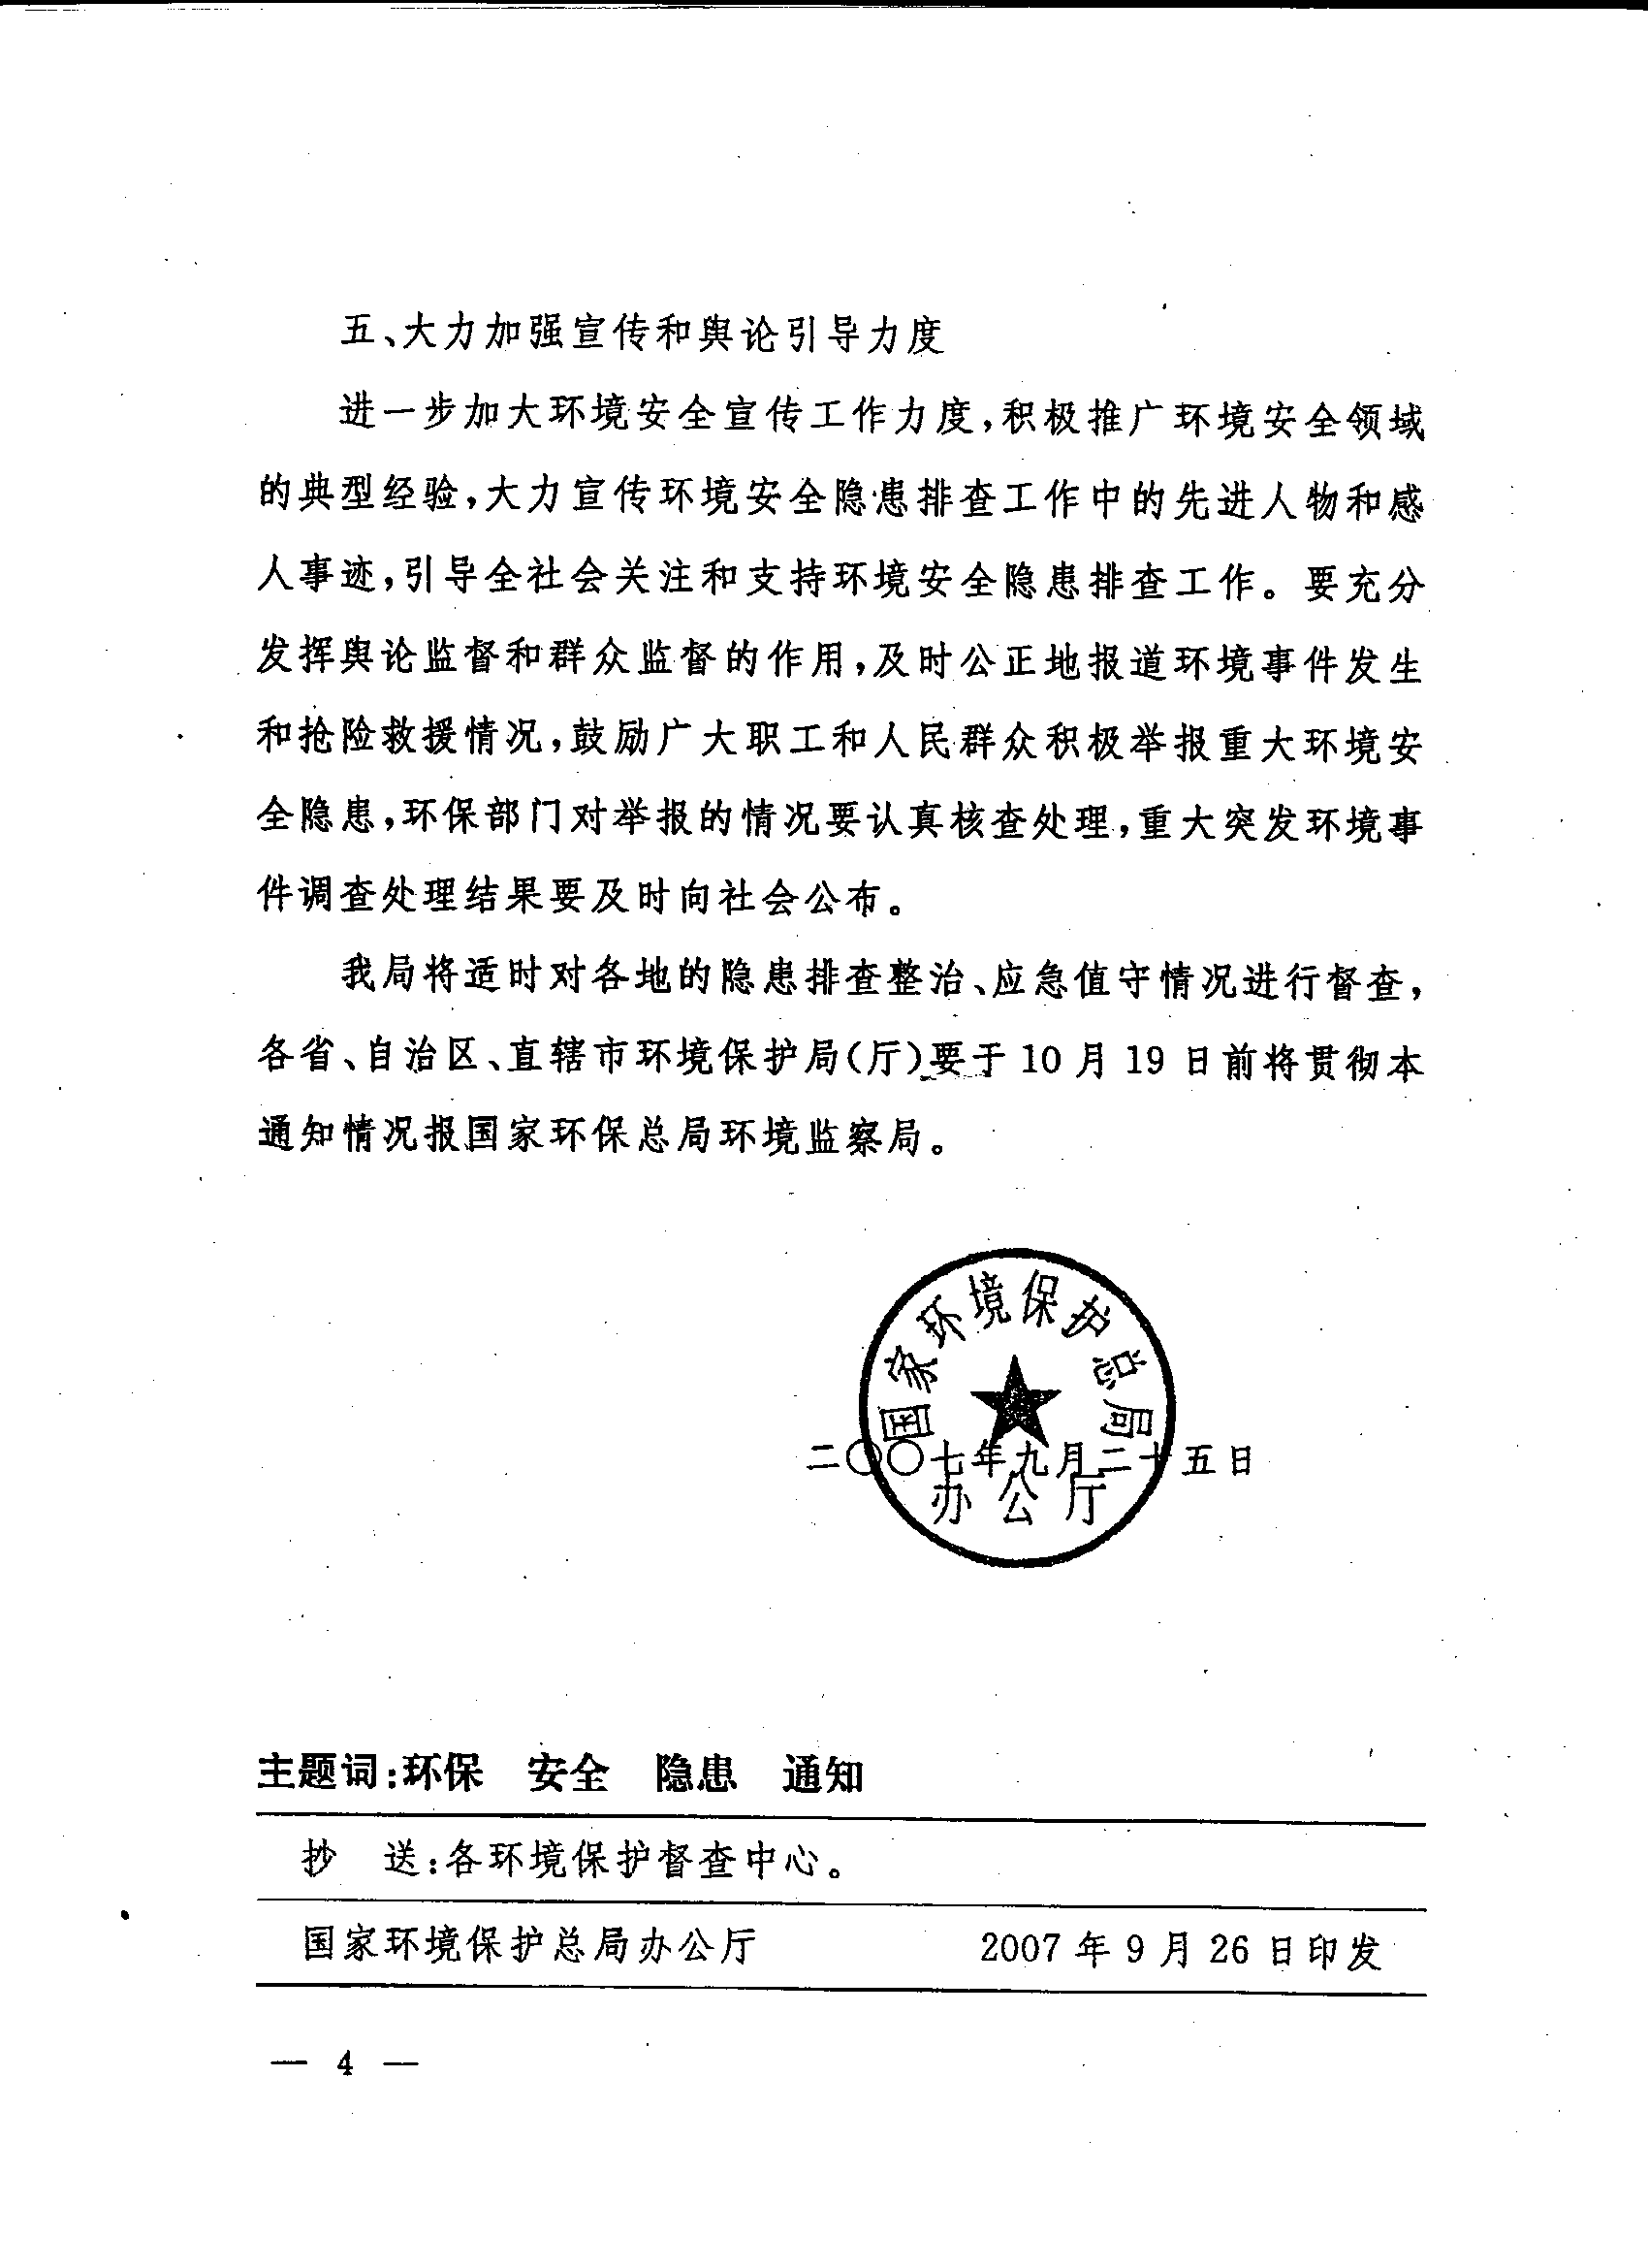 五、大力加强宣传和舆论引导力度
进一步加大环境安全宣传工作力度,积极推广环境安全领域
的典型经验,大力宣传环境安全隐患排查工作中的先进人物和感
人事迹,引导全社会关注和支持环境安全隐患排查工作。要充分
发挥舆论监督和群众监督的作用,及时公正地报道环境事件发生
和抢险救援情况,鼓励广大职工和人民群众积极举报重大环境安
全隐患,环保部门对举报的情况要认真核查处理,重大突发环境事
件调查处理结果要及时向社会公布。
我局将适时对各地的隐患排查整治、应急值守情况进行督查,
各省、自治区、直辖市环境保护局(厅)要于 10 月 19 日前将贯彻本
通知情况报国家环保总局环境监察局。
国家环境保护总局
二〇〇七年九月二十五日
办公厅
主题词:环保 安全 隐患 通知
抄 送:各环境保护督查中心。
国家环境保护总局办公厅 2007 年 9 月 26 日印发
— 4 —